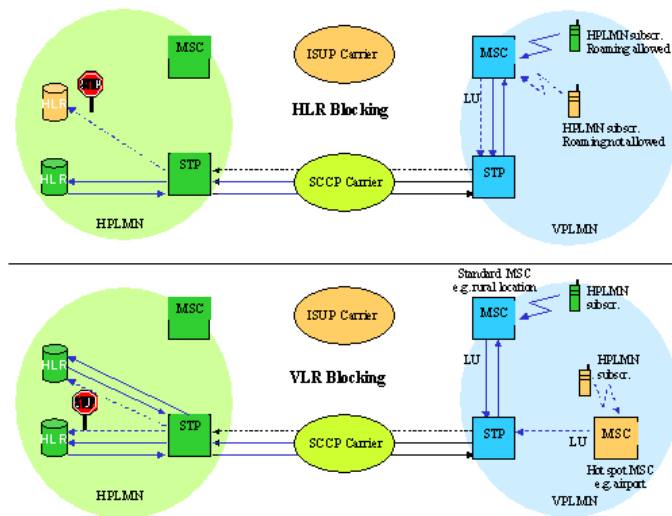 MSC
ISUP Carrier
MSC
HPLMN subscr.
Roaming allowed
HLR
HLR Blocking
LU
HPLMN subscr.
Roaming not allowed
HLR
STP
SCCP Carrier
STP
HPLMN
VPLMN
Standard MSC
e.g. rural location
HPLMN
subscr.
MSC
ISUP Carrier
MSC
HLR
VLR Blocking
LU
HPLMN
subscr.
HLR
STP
SCCP Carrier
STP
LU
MSC
Hot spot MSC
e.g. airport
HPLMN
VPLMN